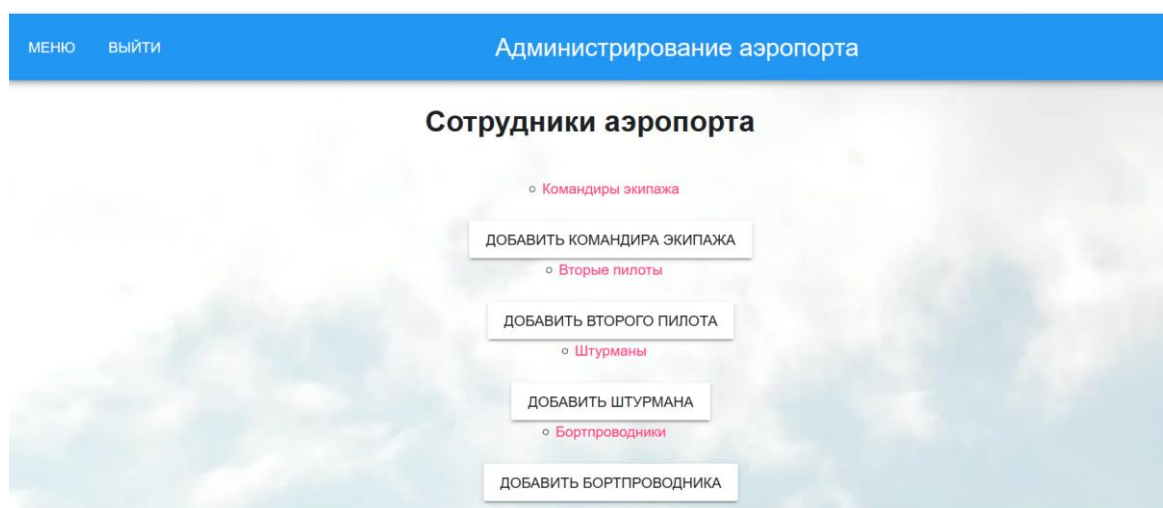 МЕНЮ ВЫЙТИ Администрирование аэропорта
Сотрудники аэропорта
Командиры экипажа
ДОБАВИТЬ КОМАНДИРА ЭКИПАЖА
Вторые пилоты
ДОБАВИТЬ ВТОРОГО ПИЛОТА
Штурманы
ДОБАВИТЬ ШТУРМАНА
Бортпроводники
ДОБАВИТЬ БОРТПРОВОДНИКА